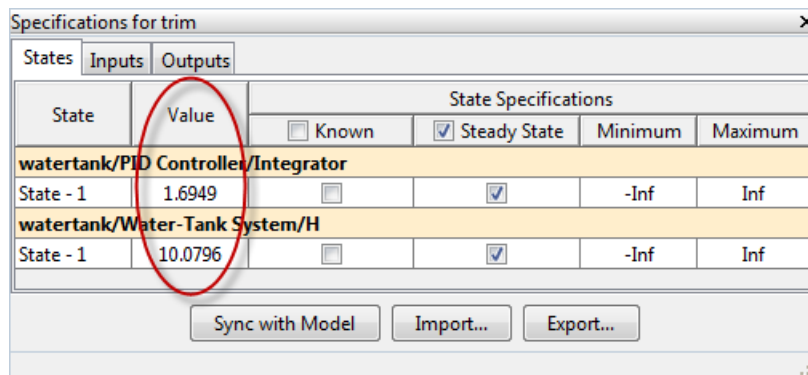 Specifications for trim
States Inputs Outputs
State Value State Specifications
Known Steady State Minimum Maximum
watertank/PID Controller/Integrator
State - 1 1.6949 -Inf Inf
watertank/Water-Tank System/H
State - 1 10.0796 -Inf Inf
Sync with Model Import... Export...